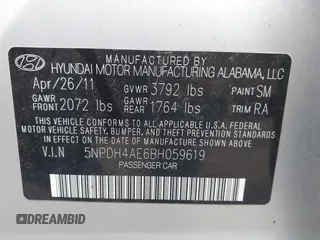 MANUFACTURED BY
HYUNDAI MOTOR MANUFACTURING ALABAMA, LLC
Apr/26/11 GVWR 3792 lbs PAINT SM
GAWR FRONT 2072 lbs GAWR REAR 1764 lbs TRIM RA
THIS VEHICLE CONFORMS TO ALL APPLICABLE
FEDERAL MOTOR VEHICLE SAFETY, BUMPER,
AND THEFT PREVENTION STANDARDS IN EFFECT
ON THE DATE OF MANUFACTURE SHOWN ABOVE.
V.I.N 5NPDH4AE6BH059619
PASSENGER CAR
DREAMBID